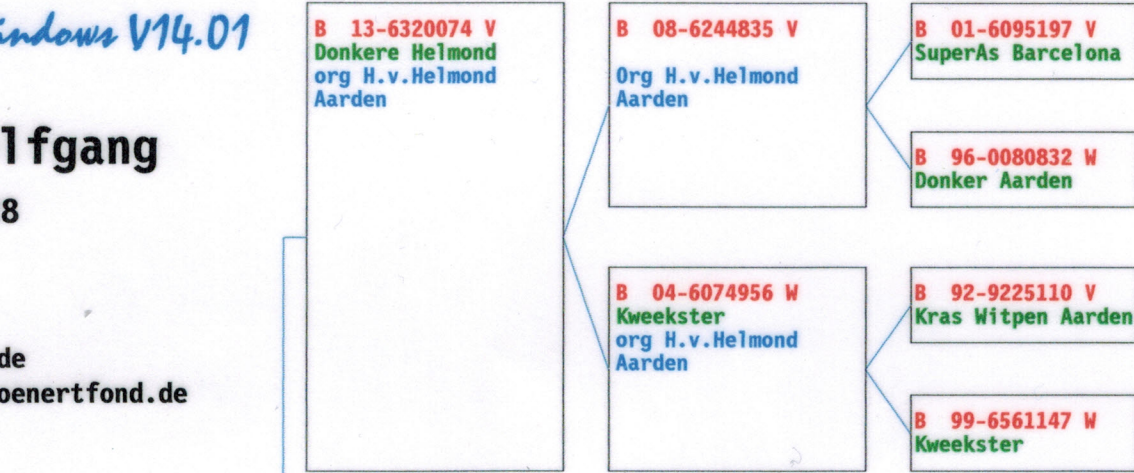 indows V14.01
lfgang
8
de
oenertfond.de
B 13-6320074 V
Donkere Helmond
org H.v.Helmond
Aarden
B 08-6244835 V
Org H.v.Helmond
Aarden
B 04-6074956 W
Kweekster
org H.v.Helmond
Aarden
B 01-6095197 V
SuperAs Barcelona
B 96-0080832 W
Donker Aarden
B 92-9225110 V
Kras Witpen Aarden
B 99-6561147 W
Kweekster